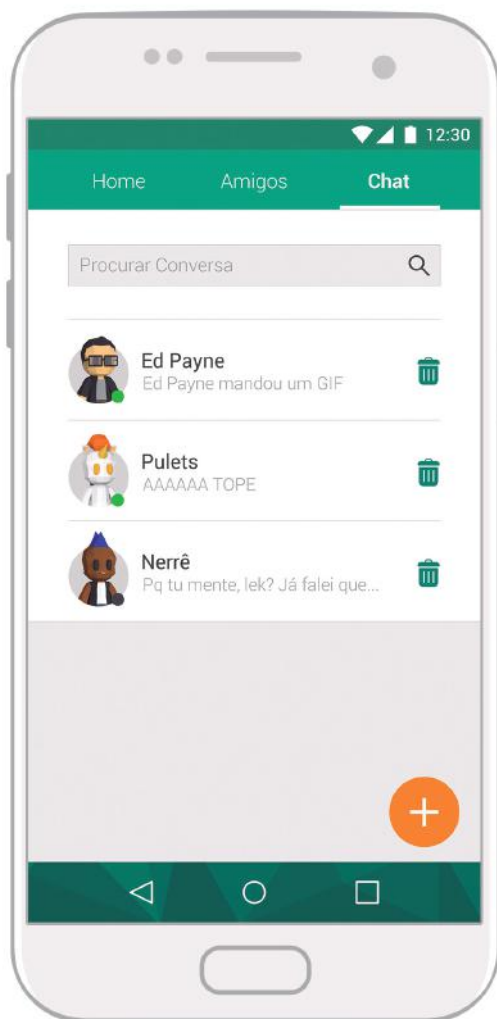 12:30
Home Amigos Chat
Procurar Conversa
Ed Payne
Ed Payne mandou um GIF
Pulets
AAAAAA TOPE
Nerrê
Pq tu mente, lek? Já falei que...